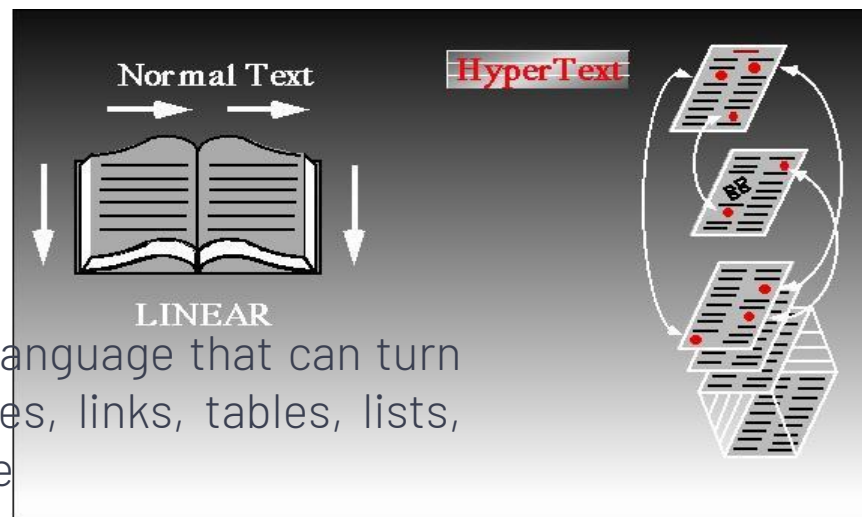 Normal Text
HyperText
LINEAR
anguage that can turn
es, links, tables, lists,
e